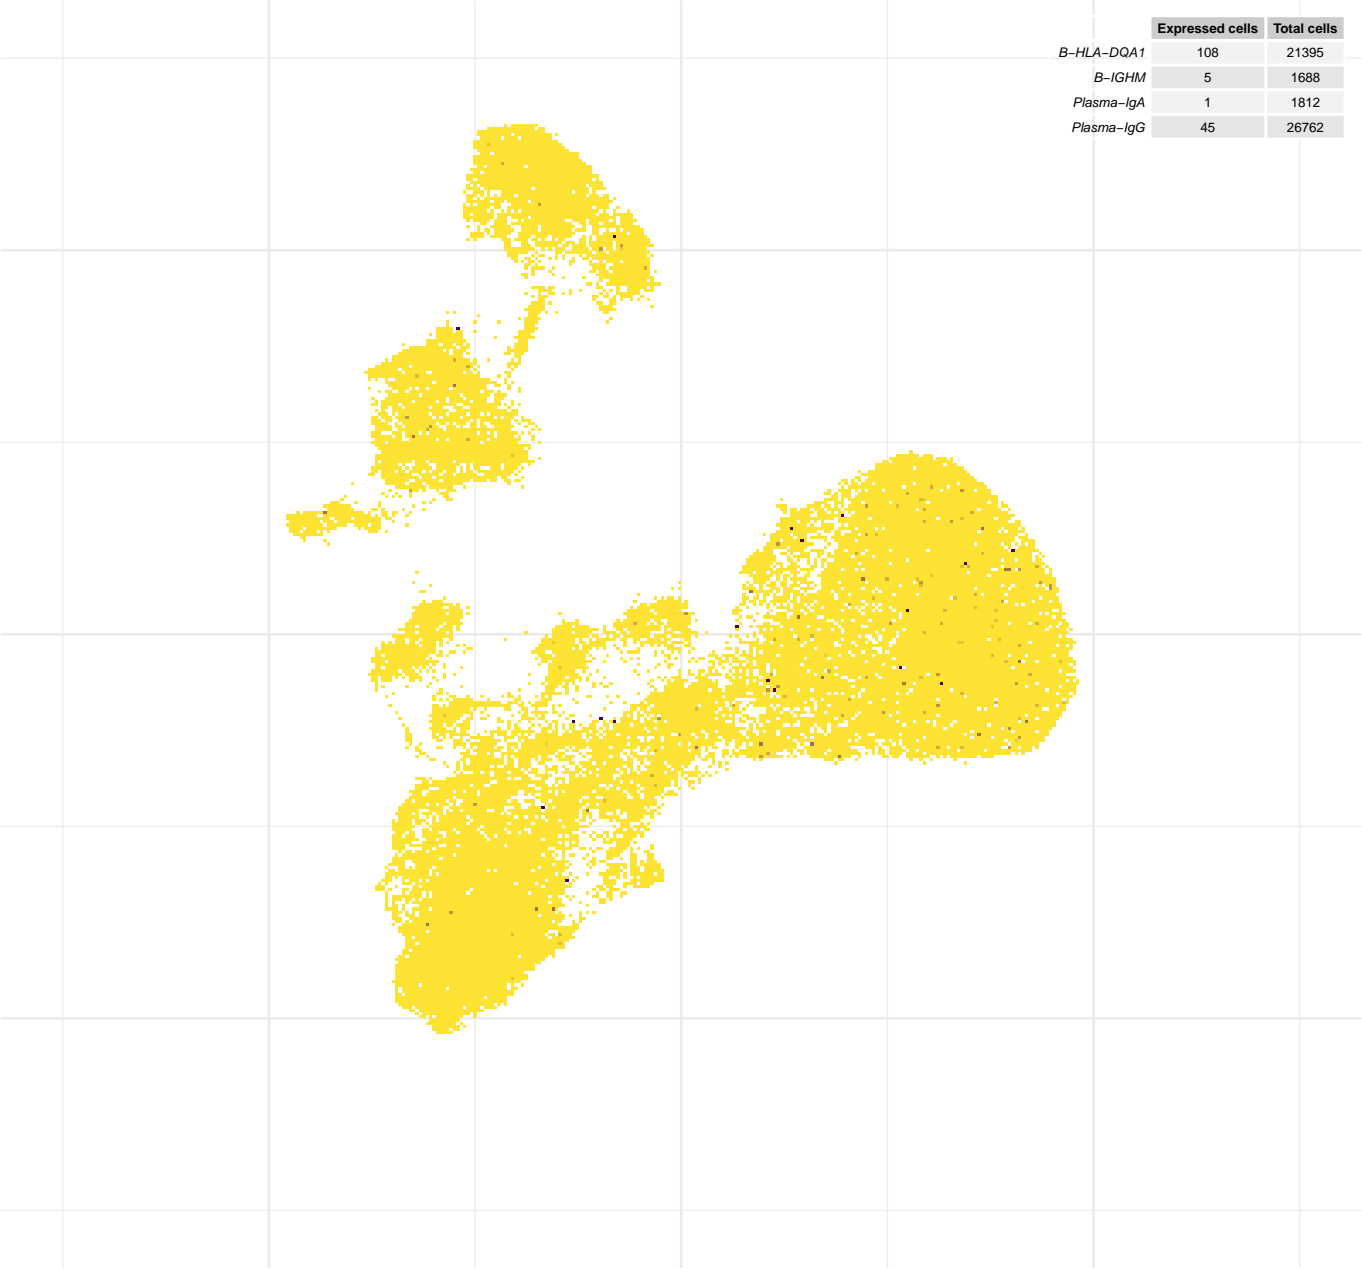 Expressed cells Total cells
B−HLA−DQA1 108 21395
B−IGHM 5 1688
Plasma−IgA 1 1812
Plasma−IgG 45 26762